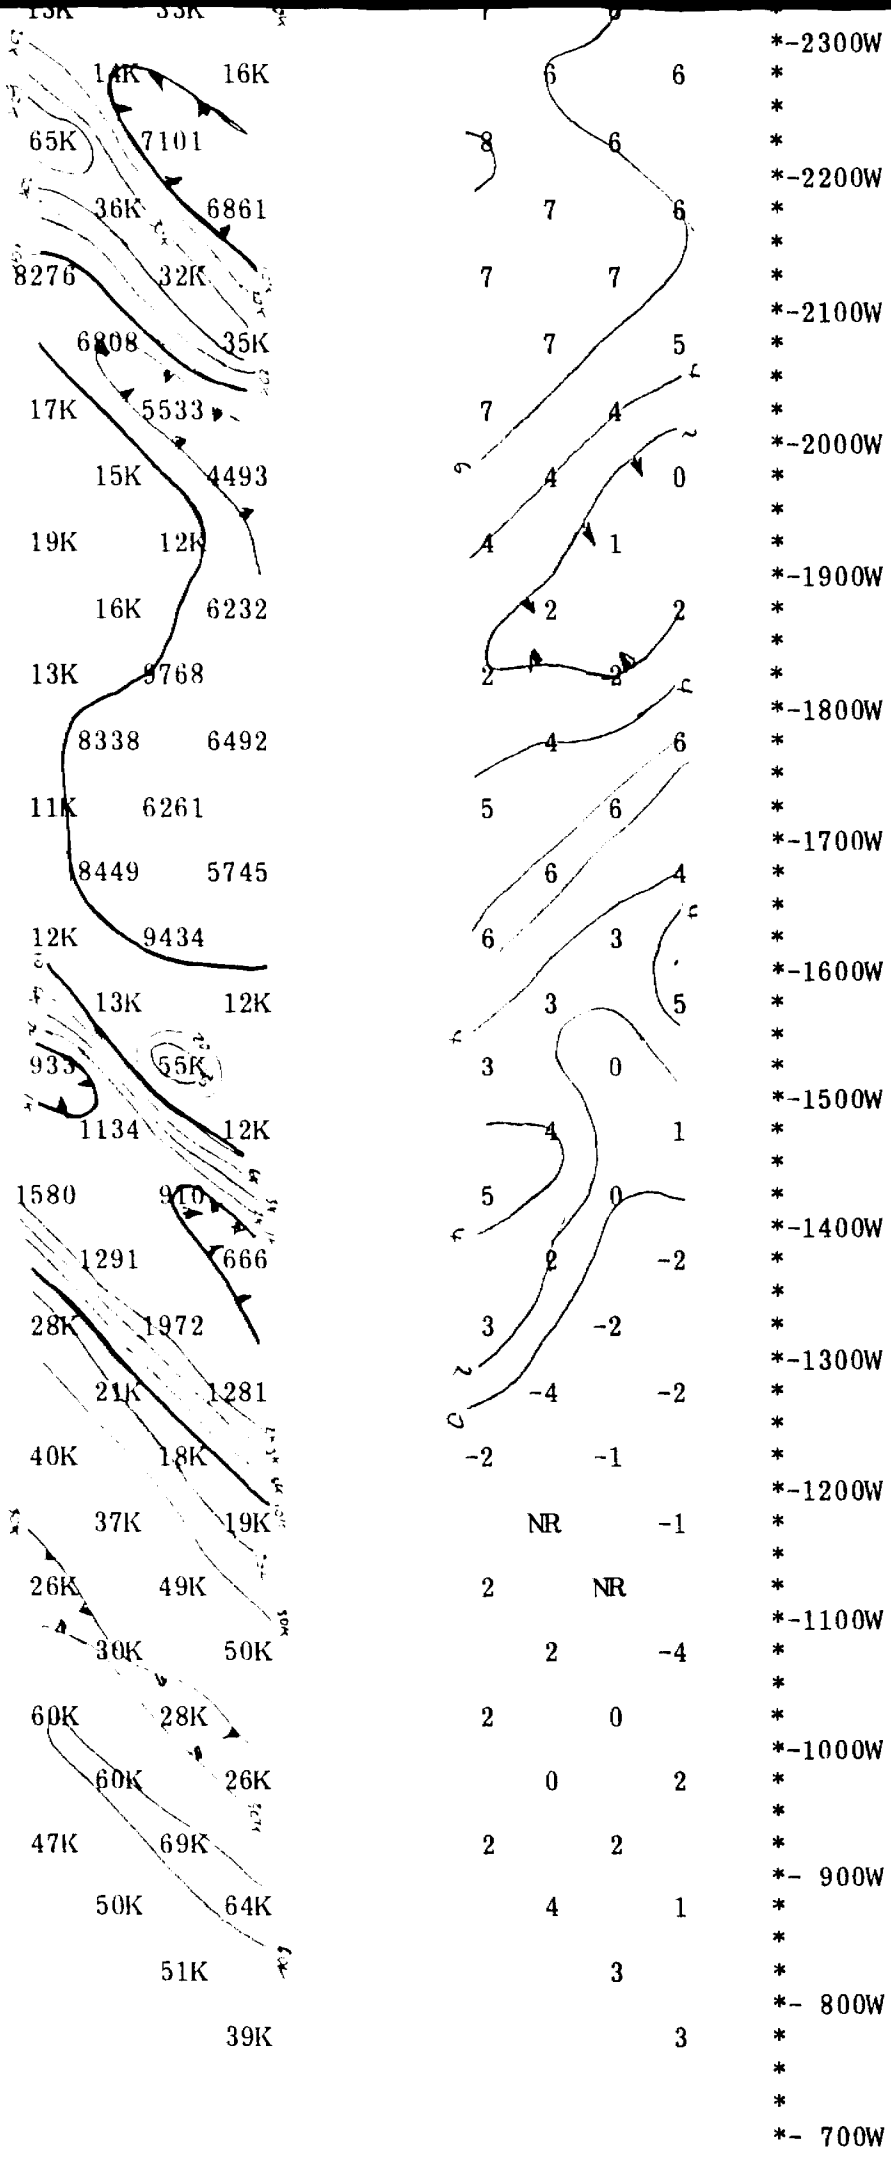 13K 33K
*-2300W
14K 16K 6 6 *
*
65K 7101 8 6 *
*-2200W
36K 6861 7 6 *
*
8276 32K 7 7 *
*-2100W
6808 35K 7 5 *
*
17K 5533 7 4 *
*-2000W
15K 4493 4 0 *
*
19K 12K 4 1 *
*-1900W
16K 6232 2 2 *
*
13K 9768 2 2 *
*-1800W
8338 6492 4 6 *
*
11K 6261 5 6 *
*-1700W
8449 5745 6 4 *
*
12K 9434 6 3 *
*-1600W
13K 12K 3 5 *
*
933 55K 3 0 *
*-1500W
1134 12K 4 1 *
*
1580 910 5 0 *
*-1400W
1291 666 2 -2 *
*
28K 1972 3 -2 *
*-1300W
21K 1281 -4 -2 *
*
40K 18K -2 -1 *
*-1200W
37K 19K NR -1 *
*
26K 49K 2 NR *
*-1100W
30K 50K 2 -4 *
*
60K 28K 2 0 *
*-1000W
60K 26K 0 2 *
*
47K 69K 2 2 *
*- 900W
50K 64K 4 1 *
*
51K 3 *
*- 800W
39K 3 *
*
*
*- 700W